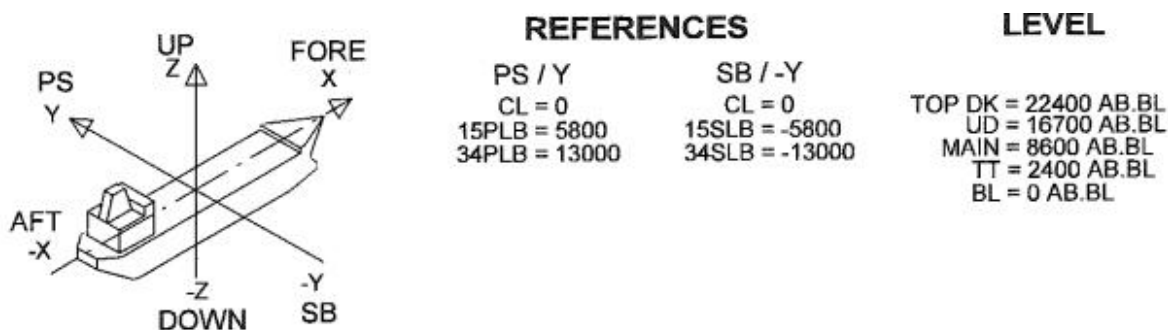 UP
Z
FORE
X
PS
Y
AFT
-X
-Z
DOWN
-Y
SB
REFERENCES
PS / Y
CL = 0
15PLB = 5800
34PLB = 13000
SB / -Y
CL = 0
15SLB = -5800
34SLB = -13000
LEVEL
TOP DK = 22400 AB.BL
UD = 16700 AB.BL
MAIN = 8600 AB.BL
TT = 2400 AB.BL
BL = 0 AB.BL